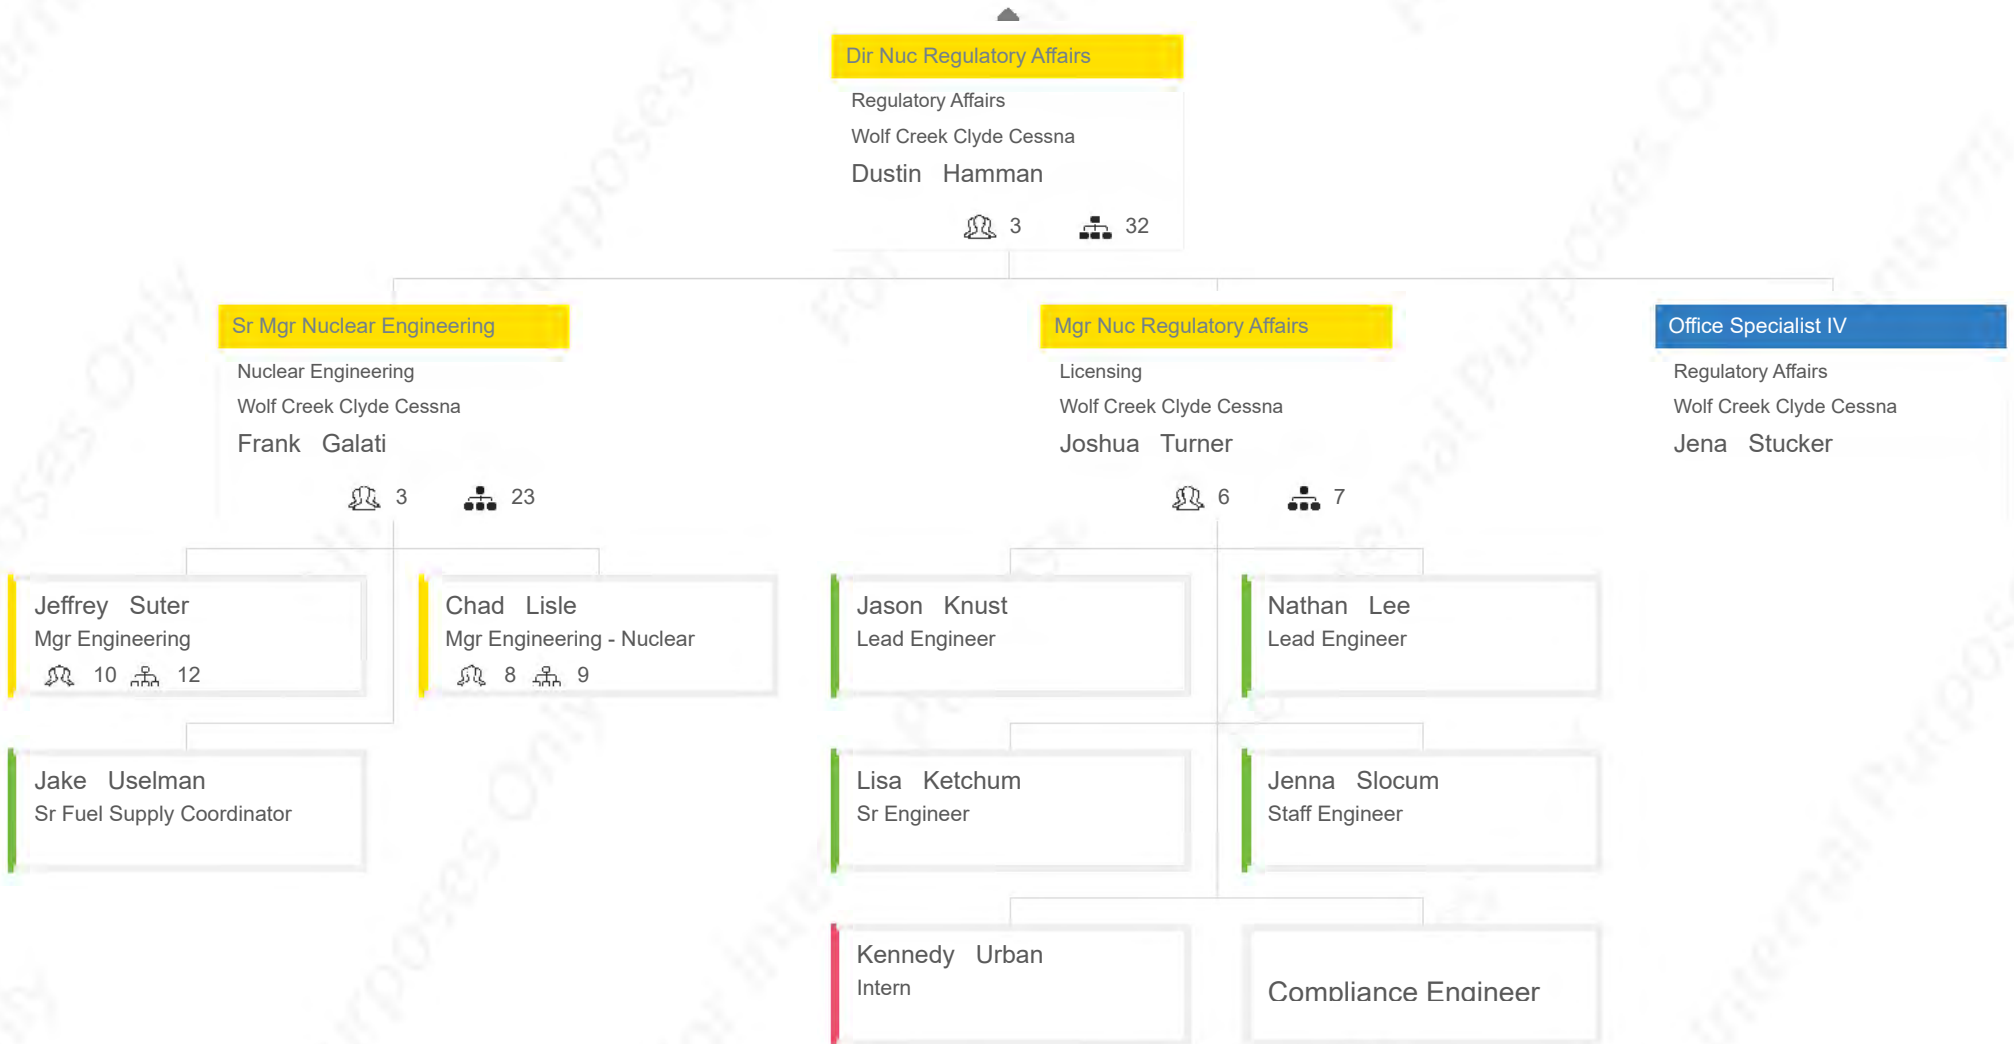 Dir Nuc Regulatory Affairs
Regulatory Affairs
Wolf Creek Clyde Cessna
Dustin Hamman
3 32
Sr Mgr Nuclear Engineering
Nuclear Engineering
Wolf Creek Clyde Cessna
Frank Galati
3 23
Mgr Nuc Regulatory Affairs
Licensing
Wolf Creek Clyde Cessna
Joshua Turner
6 7
Office Specialist IV
Regulatory Affairs
Wolf Creek Clyde Cessna
Jena Stucker
Jeffrey Suter
Mgr Engineering
10 12
Chad Lisle
Mgr Engineering - Nuclear
8 9
Jake Uselman
Sr Fuel Supply Coordinator
Jason Knust
Lead Engineer
Nathan Lee
Lead Engineer
Lisa Ketchum
Sr Engineer
Jenna Slocum
Staff Engineer
Kennedy Urban
Intern
Compliance Engineer